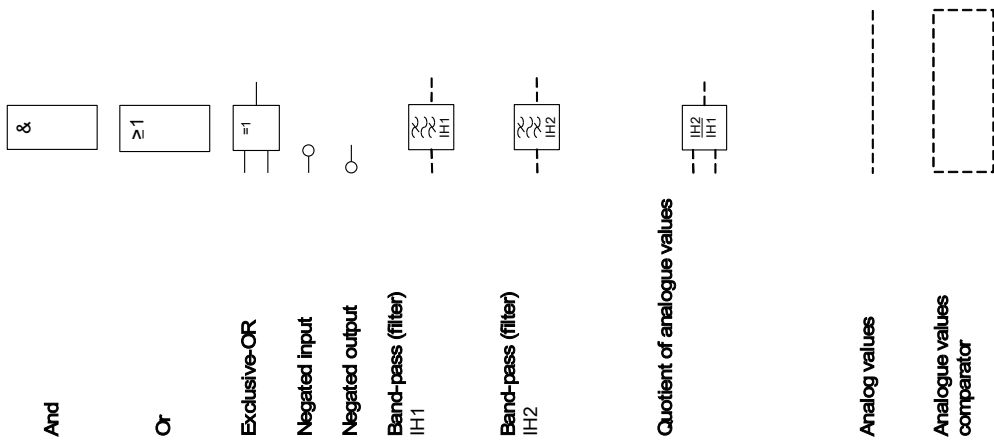 And
&
Or
≥1
Exclusive-OR
=1
Negated input
Negated output
Band-pass (filter)
IH1
IH1
Band-pass (filter)
IH2
IH2
Quotient of analogue values
IH2
IH1
Analog values
Analogue values
comparator